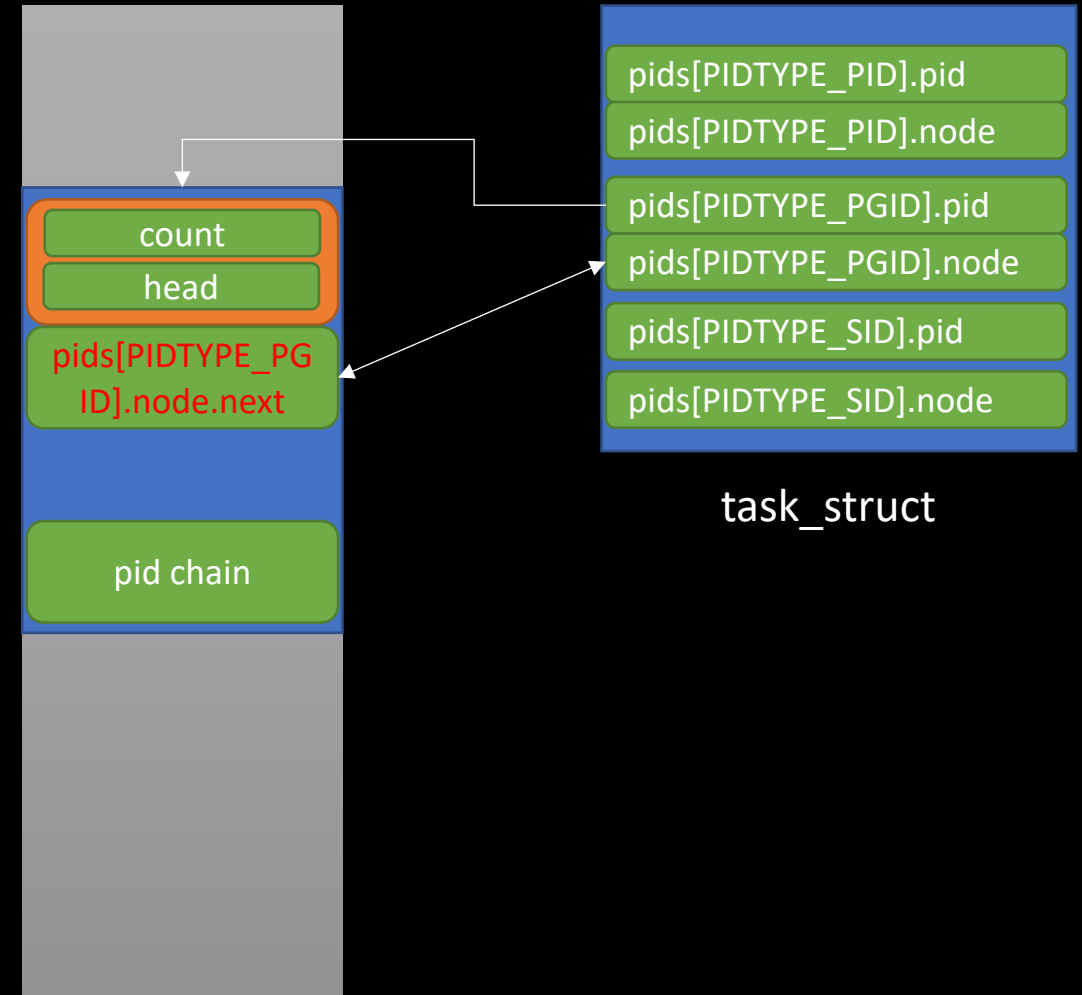 count
head
pids[PIDTYPE_PG
ID].node.next
pid chain
pids[PIDTYPE_PID].pid
pids[PIDTYPE_PID].node
pids[PIDTYPE_PGID].pid
pids[PIDTYPE_PGID].node
pids[PIDTYPE_SID].pid
pids[PIDTYPE_SID].node
task_struct